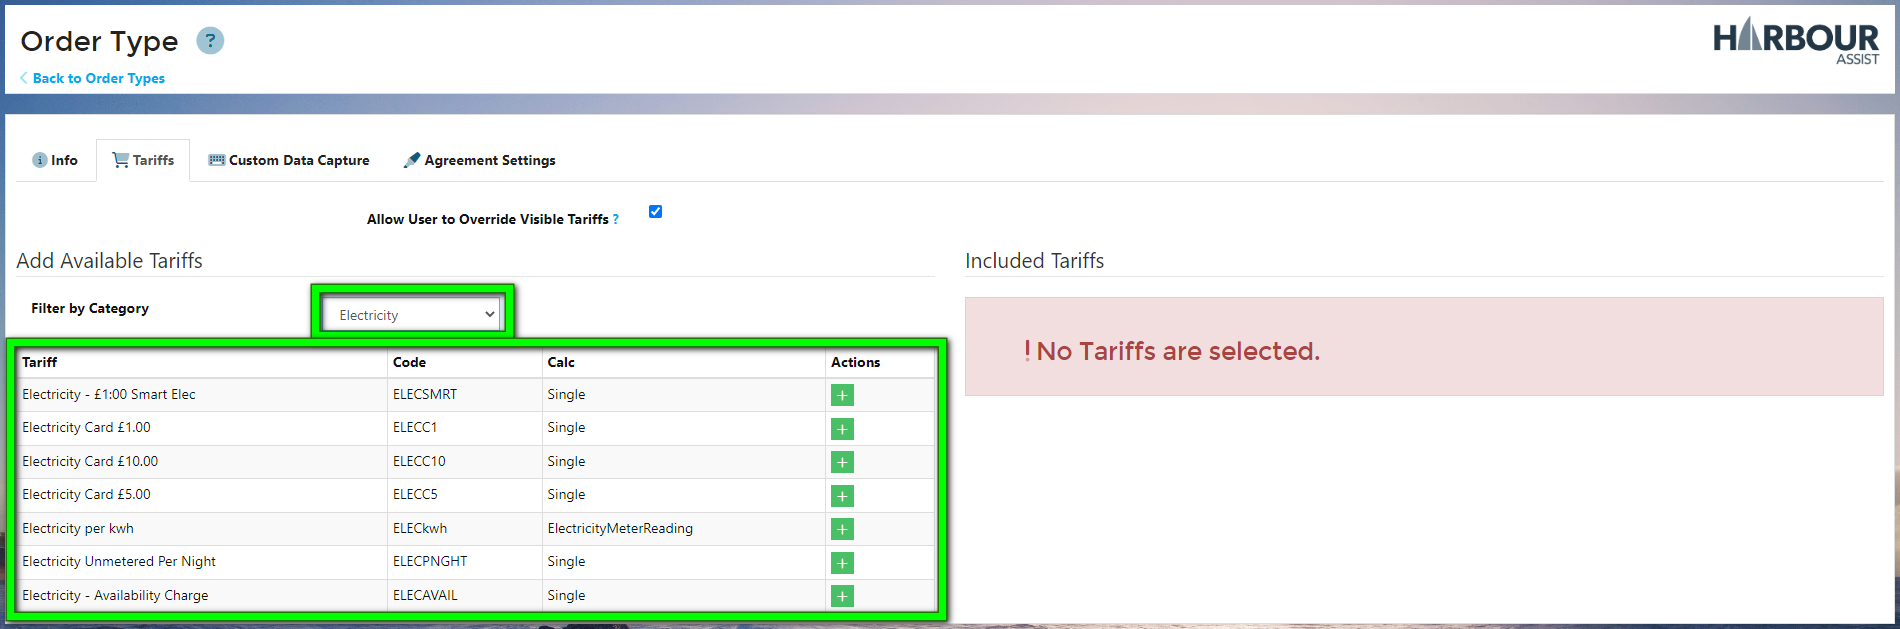 Order Type ?
HARBOUR
ASSIST
Back to Order Types
Info Tariffs Custom Data Capture Agreement Settings
Allow User to Override Visible Tariffs ?
Add Available Tariffs
Included Tariffs
Filter by Category Electricity
! No Tariffs are selected.
Tariff Code Calc Actions
Electricity - £1:00 Smart Elec ELECSMRT Single +
Electricity Card £1.00 ELECC1 Single +
Electricity Card £10.00 ELECC10 Single +
Electricity Card £5.00 ELECC5 Single +
Electricity per kwh ELECkwh ElectricityMeterReading +
Electricity Unmetered Per Night ELECPNGHT Single +
Electricity - Availability Charge ELECAVAIL Single +